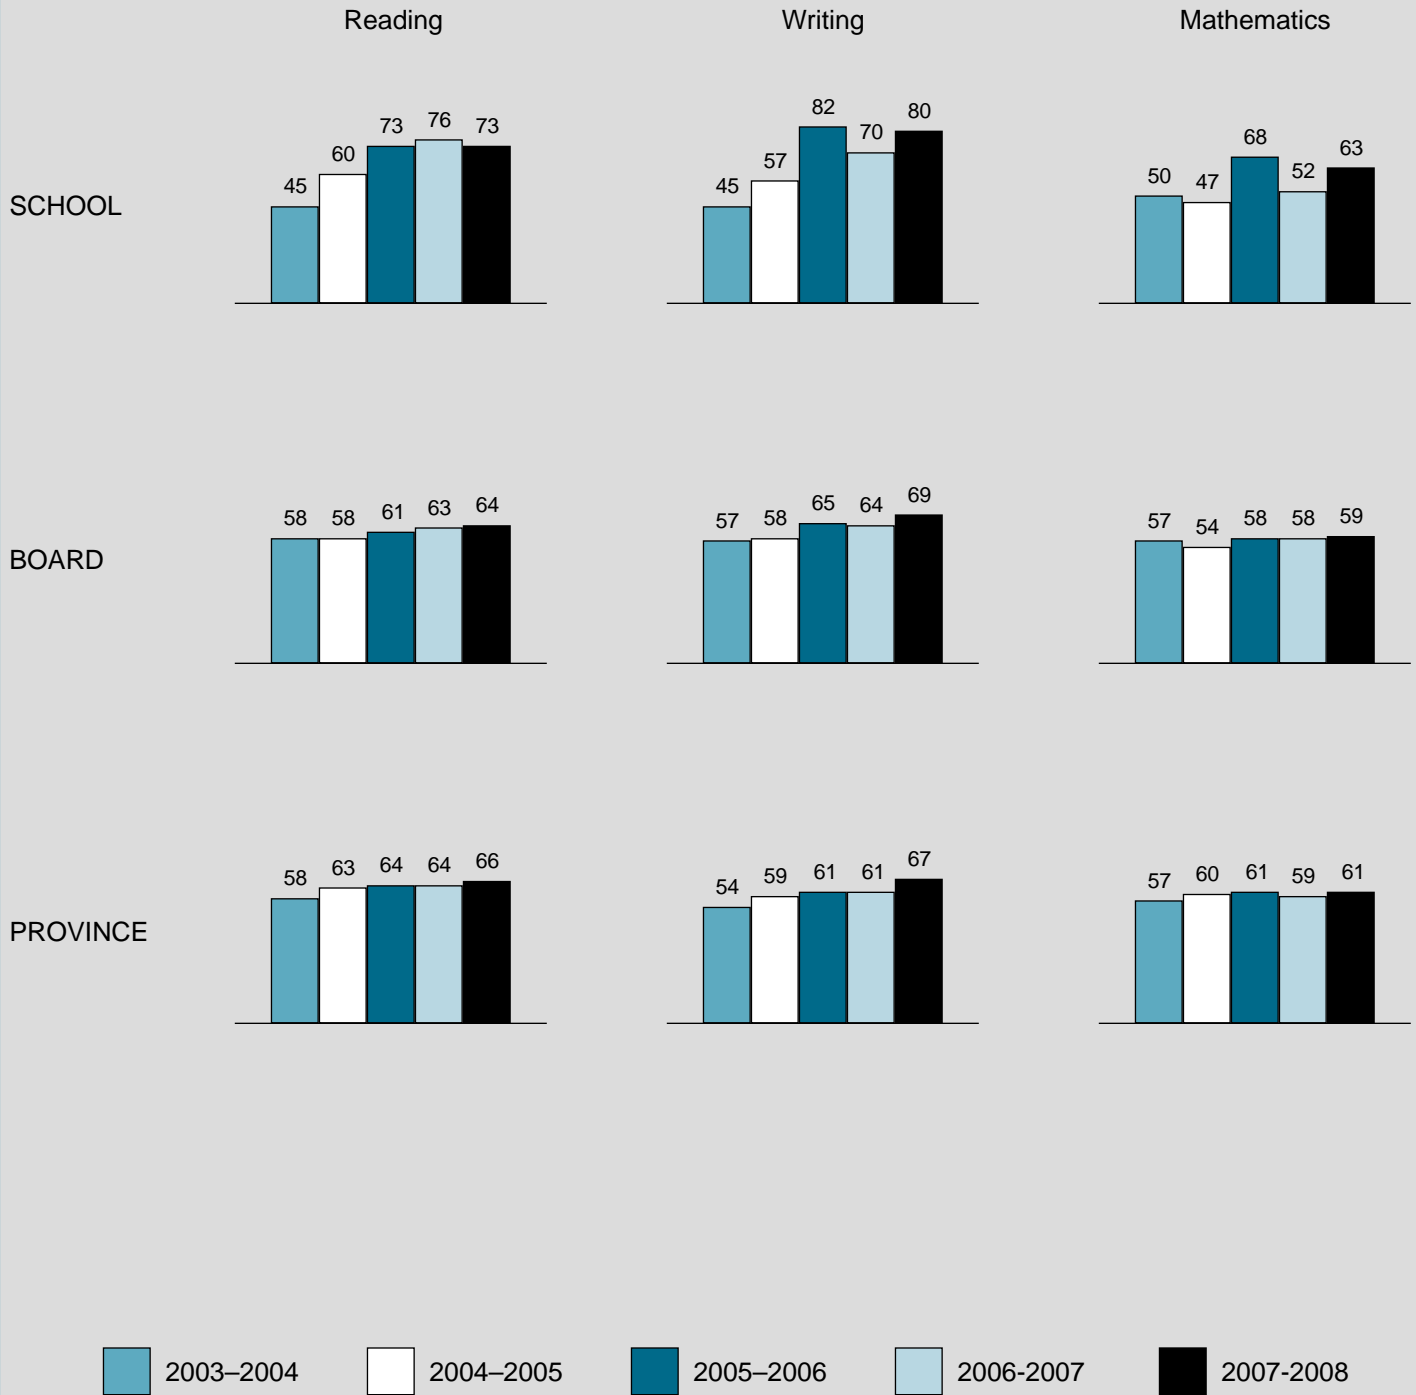 Reading Writing Mathematics
SCHOOL
45 60 73 76 73
45 57 82 70 80
50 47 68 52 63
BOARD
58 58 61 63 64
57 58 65 64 69
57 54 58 58 59
PROVINCE
58 63 64 64 66
54 59 61 61 67
57 60 61 59 61
2003–2004 2004–2005 2005–2006 2006-2007 2007-2008